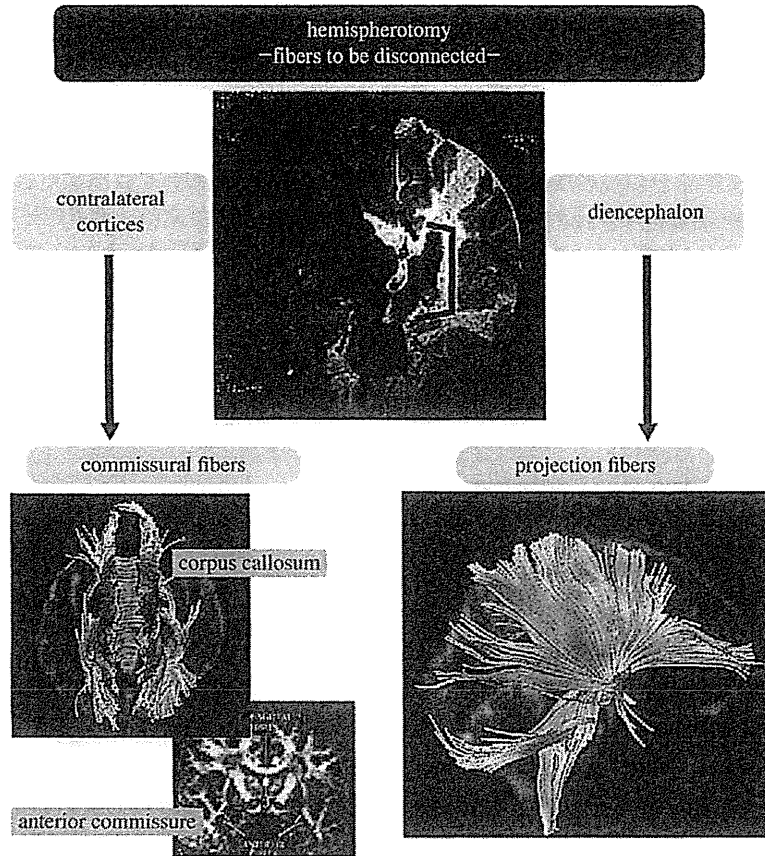 hemispherotomy
—fibers to be disconnected—
contralateral
cortices
diencephalon
commissural fibers
projection fibers
corpus callosum
anterior commissure